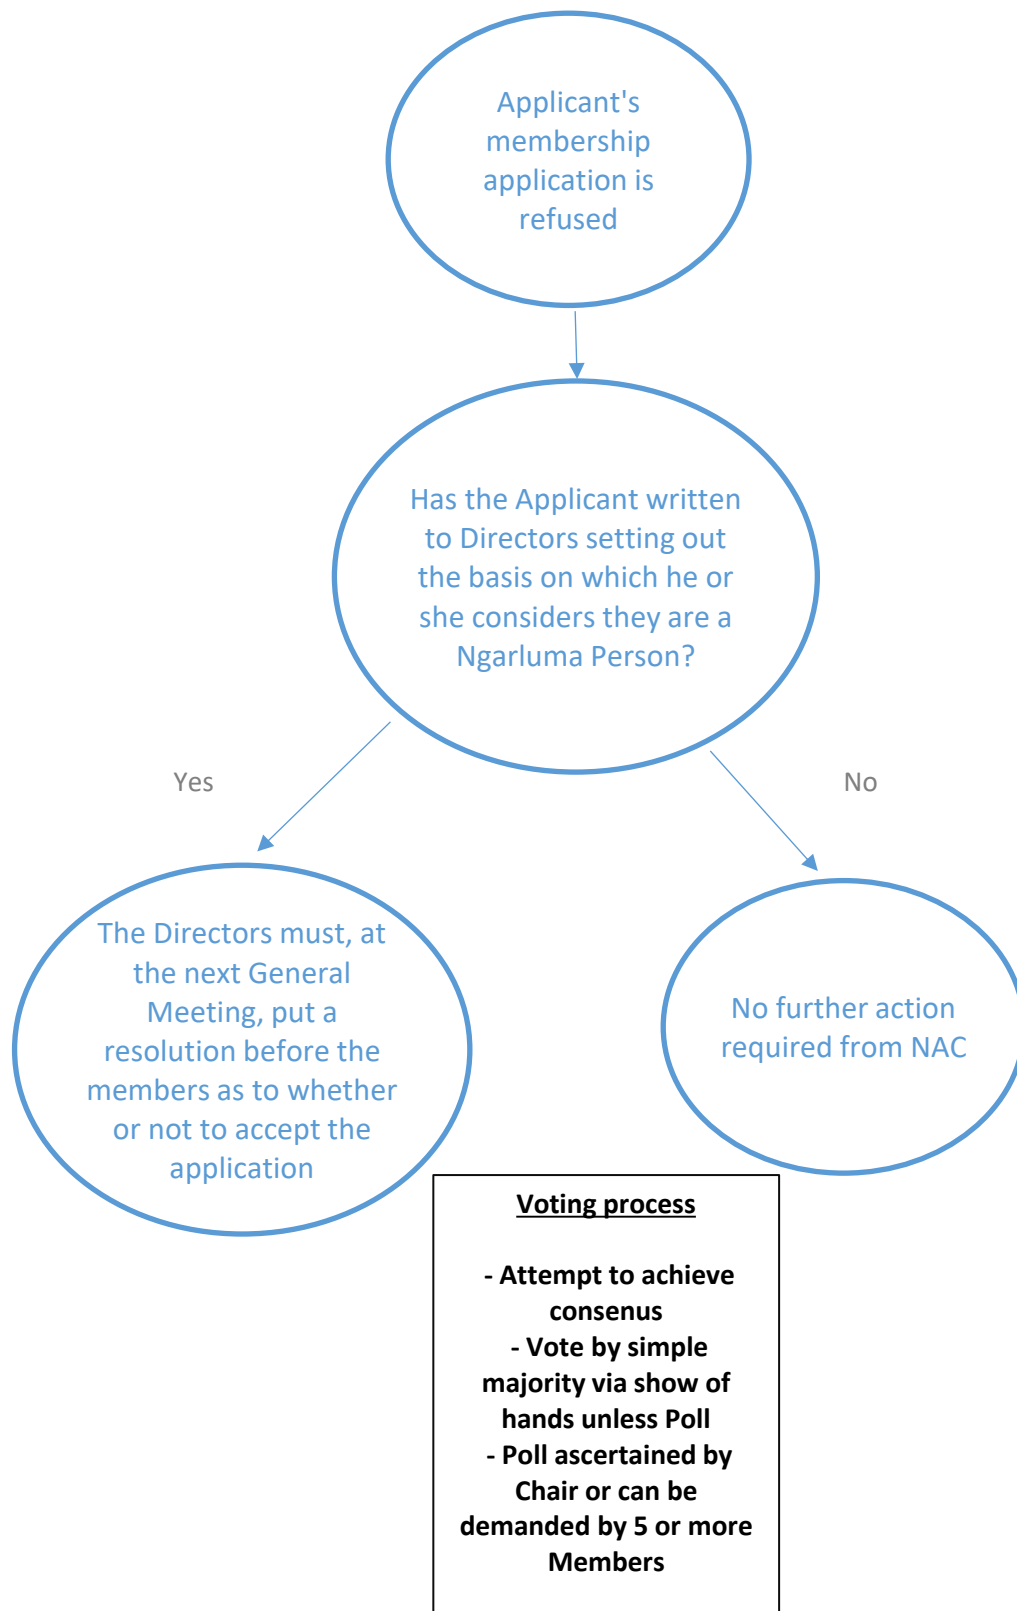 Applicant's
membership
application is
refused
Has the Applicant written
to Directors setting out
the basis on which he or
she considers they are a
Ngarluma Person?
Yes
No
The Directors must, at
the next General
Meeting, put a
resolution before the
members as to whether
or not to accept the
application
No further action
required from NAC
Voting process
- Attempt to achieve
consenus
- Vote by simple
majority via show of
hands unless Poll
- Poll ascertained by
Chair or can be
demanded by 5 or more
Members